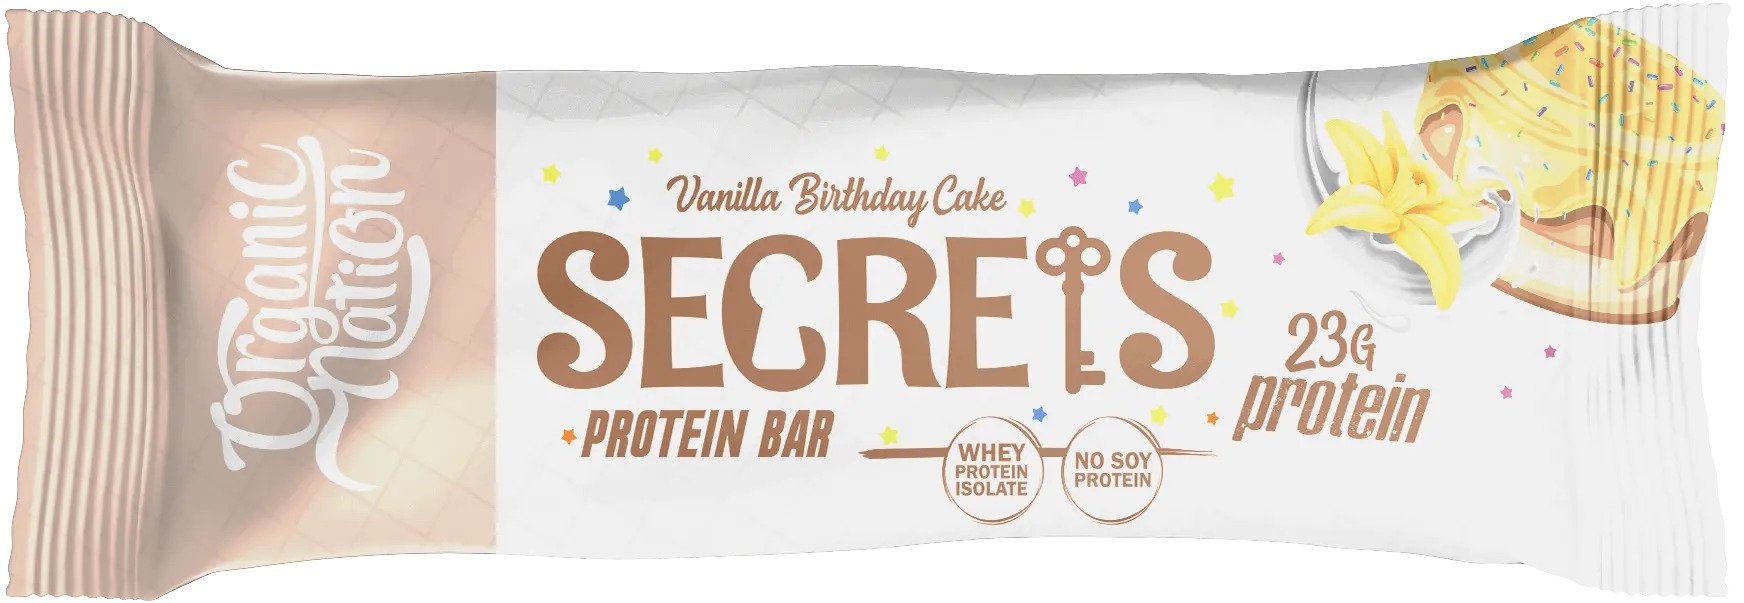 Organic
Nation
Vanilla Birthday Cake
SECRETS
PROTEIN BAR
WHEY
PROTEIN
ISOLATE
NO SOY
PROTEIN
23G
protein